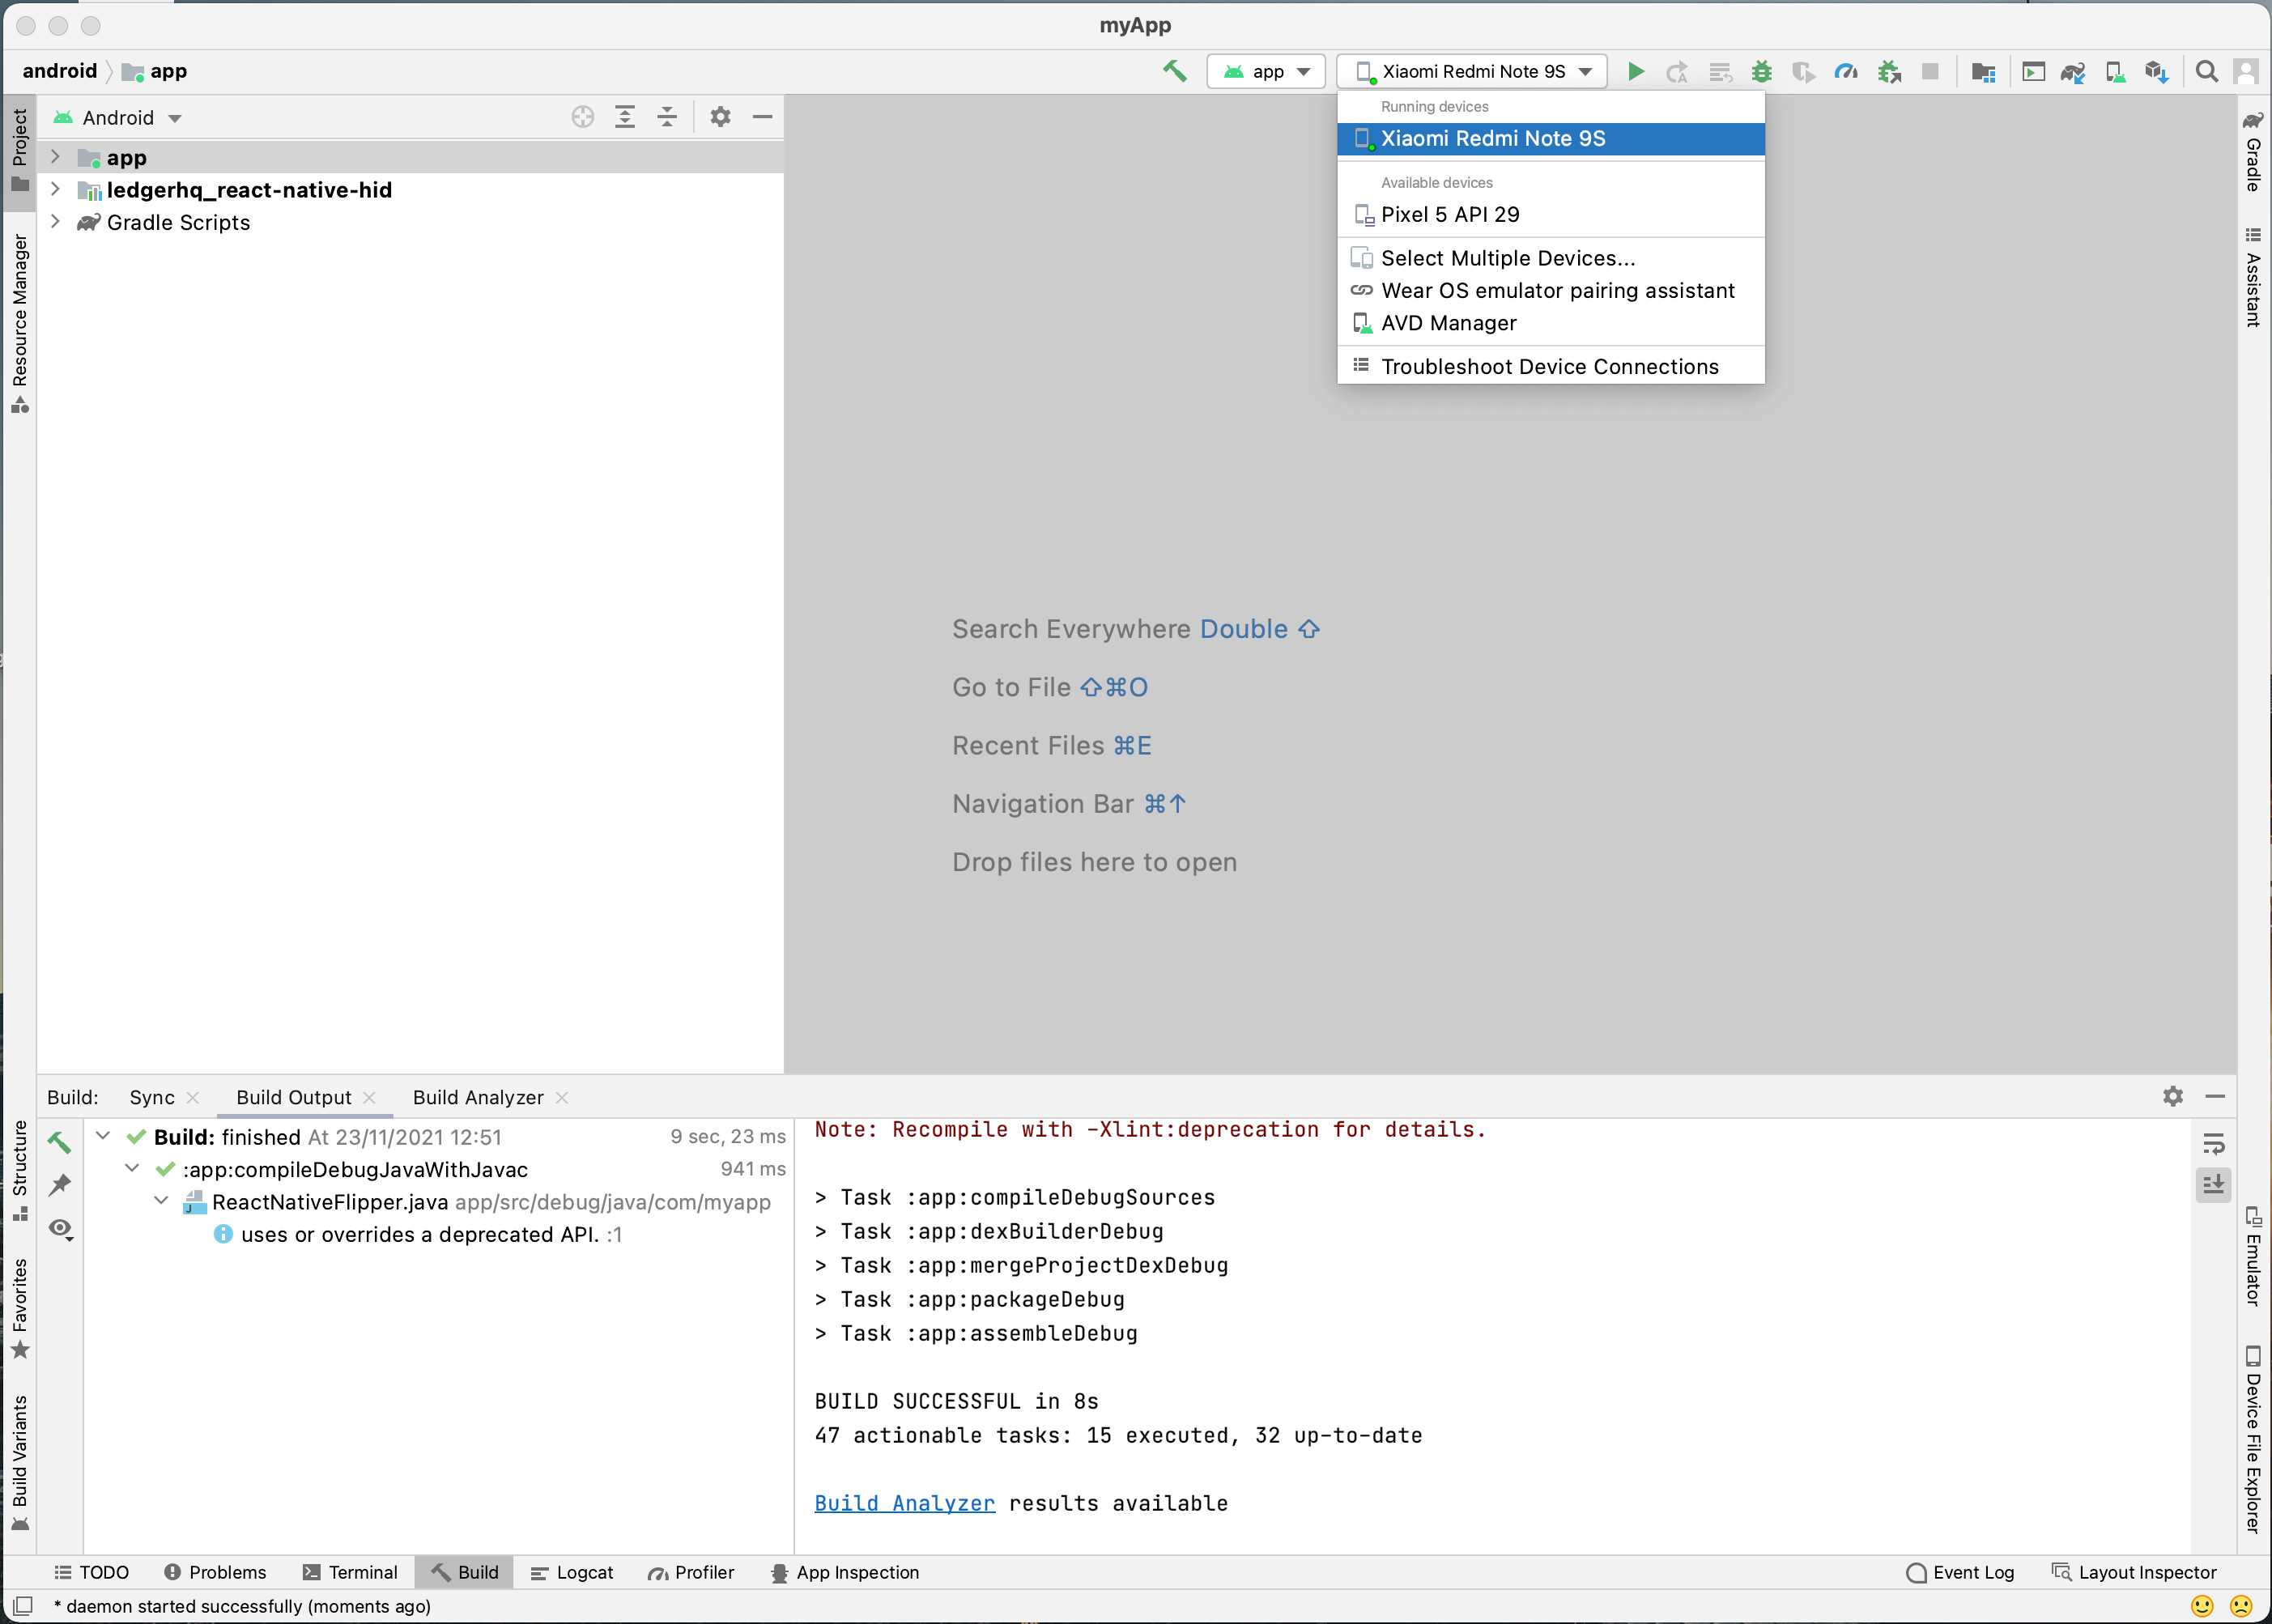 myApp
android
app
app
Xiaomi Redmi Note 9S
Running devices
Xiaomi Redmi Note 9S
Available devices
Pixel 5 API 29
Select Multiple Devices...
Wear OS emulator pairing assistant
AVD Manager
Troubleshoot Device Connections
Project
Resource Manager
Structure
Favorites
Build Variants
Android
app
ledgerhq_react-native-hid
Gradle Scripts
Search Everywhere Double ⇧
Go to File ⇧⌘O
Recent Files ⌘E
Navigation Bar ⌘↑
Drop files here to open
Gradle
Assistant
Emulator
Device File Explorer
Build:
Sync
Build Output
Build Analyzer
Build: finished At 23/11/2021 12:51
9 sec, 23 ms
:app:compileDebugJavaWithJavac
941 ms
ReactNativeFlipper.java app/src/debug/java/com/myapp
uses or overrides a deprecated API. :1
Note: Recompile with -Xlint:deprecation for details.
> Task :app:compileDebugSources
> Task :app:dexBuilderDebug
> Task :app:mergeProjectDexDebug
> Task :app:packageDebug
> Task :app:assembleDebug
BUILD SUCCESSFUL in 8s
47 actionable tasks: 15 executed, 32 up-to-date
Build Analyzer results available
TODO
Problems
Terminal
Build
Logcat
Profiler
App Inspection
Event Log
Layout Inspector
* daemon started successfully (moments ago)